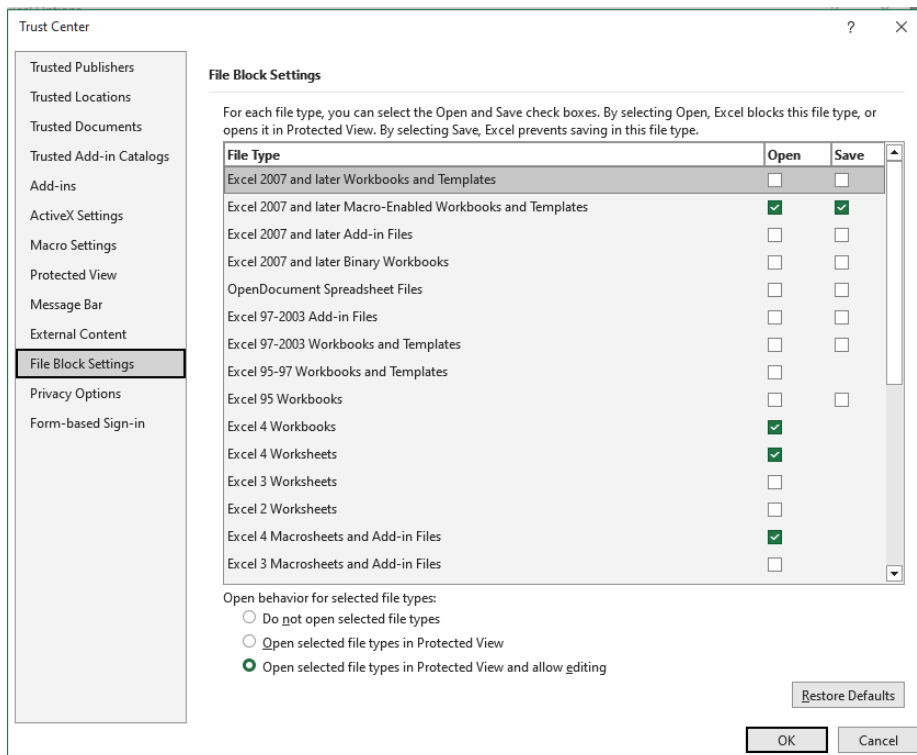 Trust Center
?
Trusted Publishers
Trusted Locations
Trusted Documents
Trusted Add-in Catalogs
Add-ins
ActiveX Settings
Macro Settings
Protected View
Message Bar
External Content
File Block Settings
Privacy Options
Form-based Sign-in
File Block Settings
For each file type, you can select the Open and Save check boxes. By selecting Open, Excel blocks this file type, or
opens it in Protected View. By selecting Save, Excel prevents saving in this file type.
File Type Open Save
Excel 2007 and later Workbooks and Templates
Excel 2007 and later Macro-Enabled Workbooks and Templates
Excel 2007 and later Add-in Files
Excel 2007 and later Binary Workbooks
OpenDocument Spreadsheet Files
Excel 97-2003 Add-in Files
Excel 97-2003 Workbooks and Templates
Excel 95-97 Workbooks and Templates
Excel 95 Workbooks
Excel 4 Workbooks
Excel 4 Worksheets
Excel 3 Worksheets
Excel 2 Worksheets
Excel 4 Macrosheets and Add-in Files
Excel 3 Macrosheets and Add-in Files
Open behavior for selected file types:
Do not open selected file types
Open selected file types in Protected View
Open selected file types in Protected View and allow editing
Restore Defaults
OK Cancel